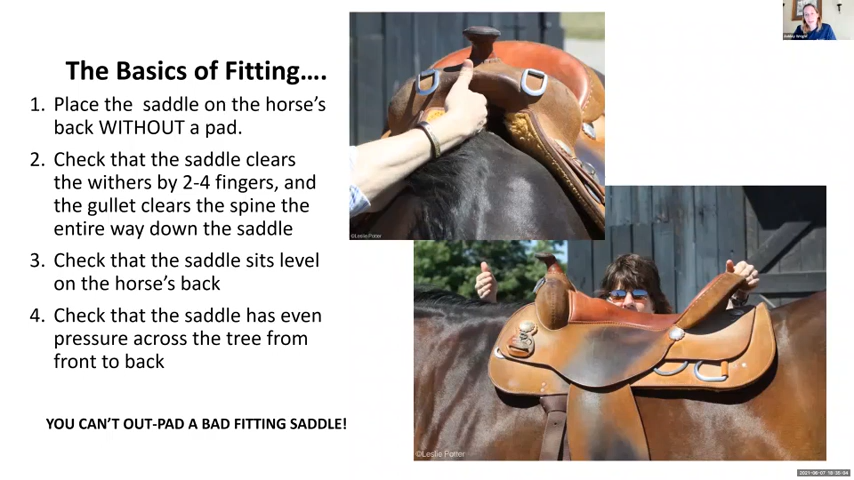 The Basics of Fitting....
1. Place the saddle on the horse's
back WITHOUT a pad.
2. Check that the saddle clears
the withers by 2-4 fingers, and
the gullet clears the spine the
entire way down the saddle
3. Check that the saddle sits level
on the horse's back
4. Check that the saddle has even
pressure across the tree from
front to back
YOU CAN'T OUT-PAD A BAD FITTING SADDLE!
©Leslie Potter
©Leslie Potter